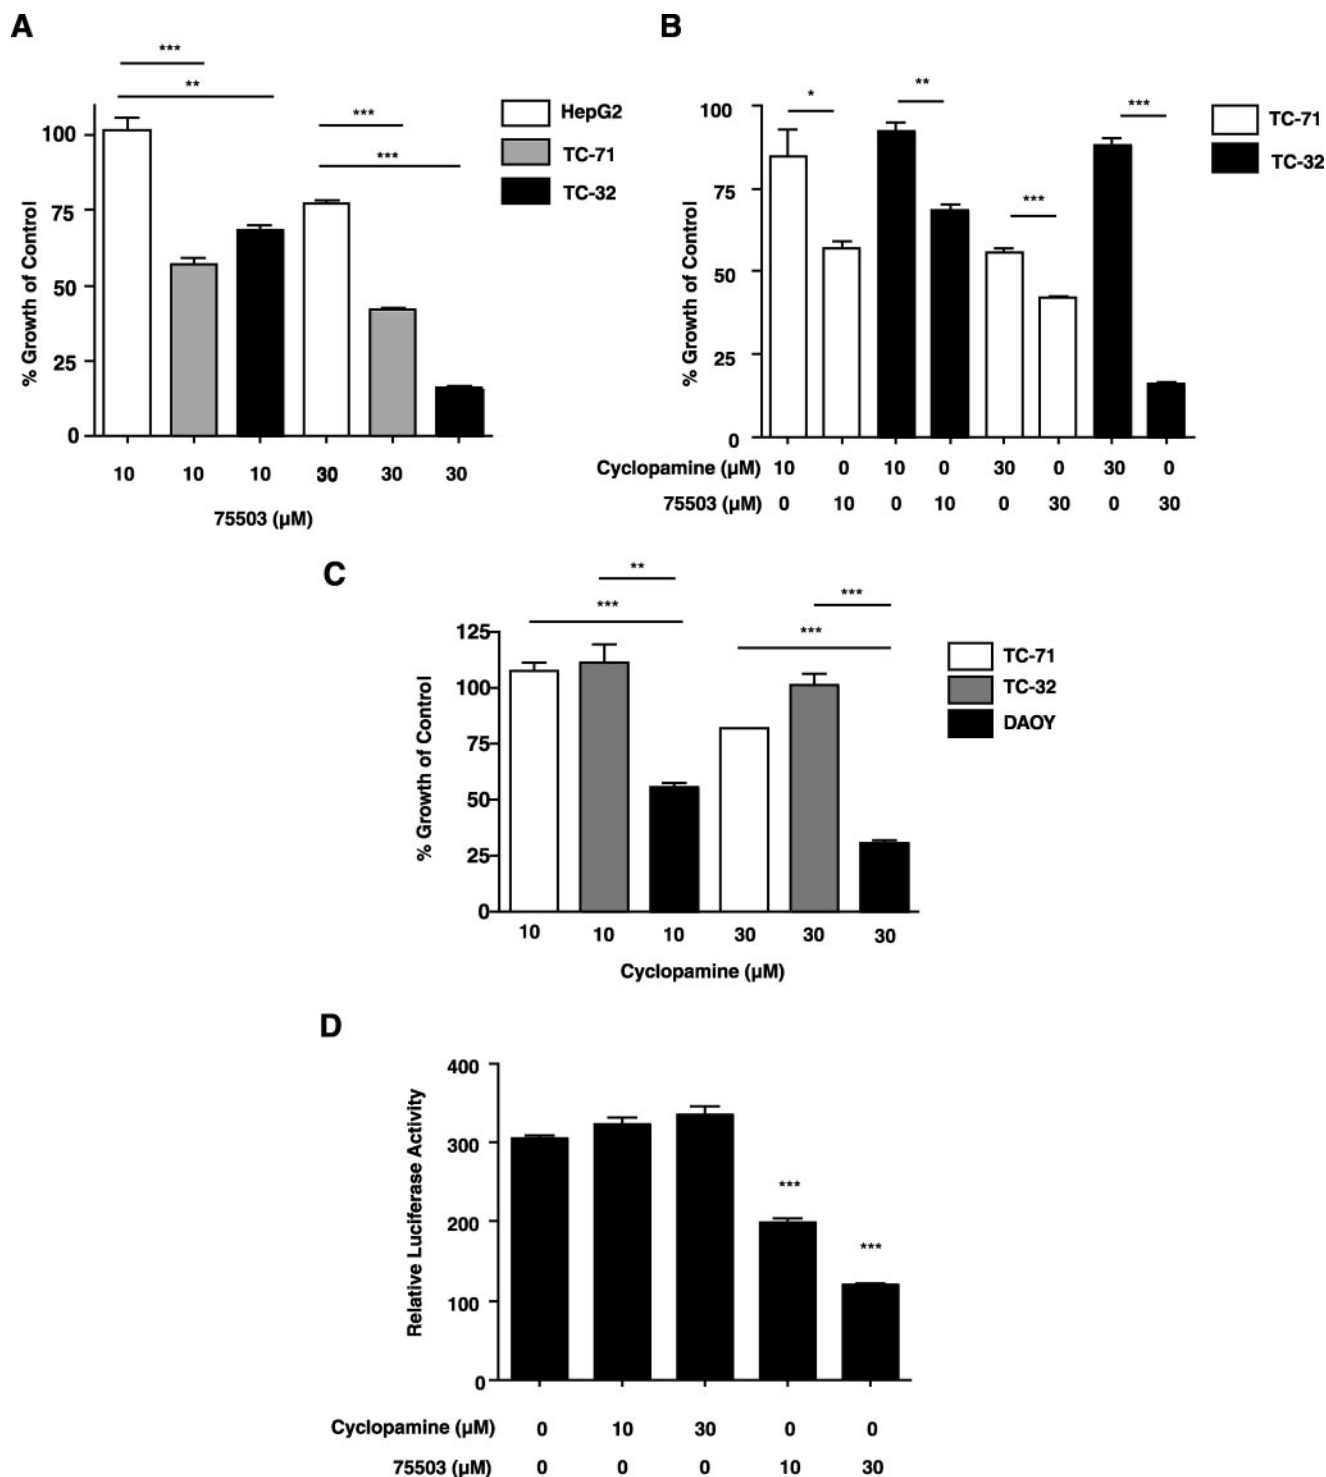 A
***
**
***
***
HepG2
TC-71
TC-32
% Growth of Control
100
75
50
25
0
10 10 10 30 30 30
75503 (µM)
B
*
**
***
***
TC-71
TC-32
% Growth of Control
100
75
50
25
0
Cyclopamine (µM) 10 0 10 0 30 0 30 0
75503 (µM) 0 10 0 10 0 30 0 30
C
**
***
***
***
TC-71
TC-32
DAOY
% Growth of Control
125
100
75
50
25
0
10 10 10 30 30 30
Cyclopamine (µM)
D
***
***
Relative Luciferase Activity
400
300
200
100
0
Cyclopamine (µM) 0 10 30 0 0
75503 (µM) 0 0 0 10 30